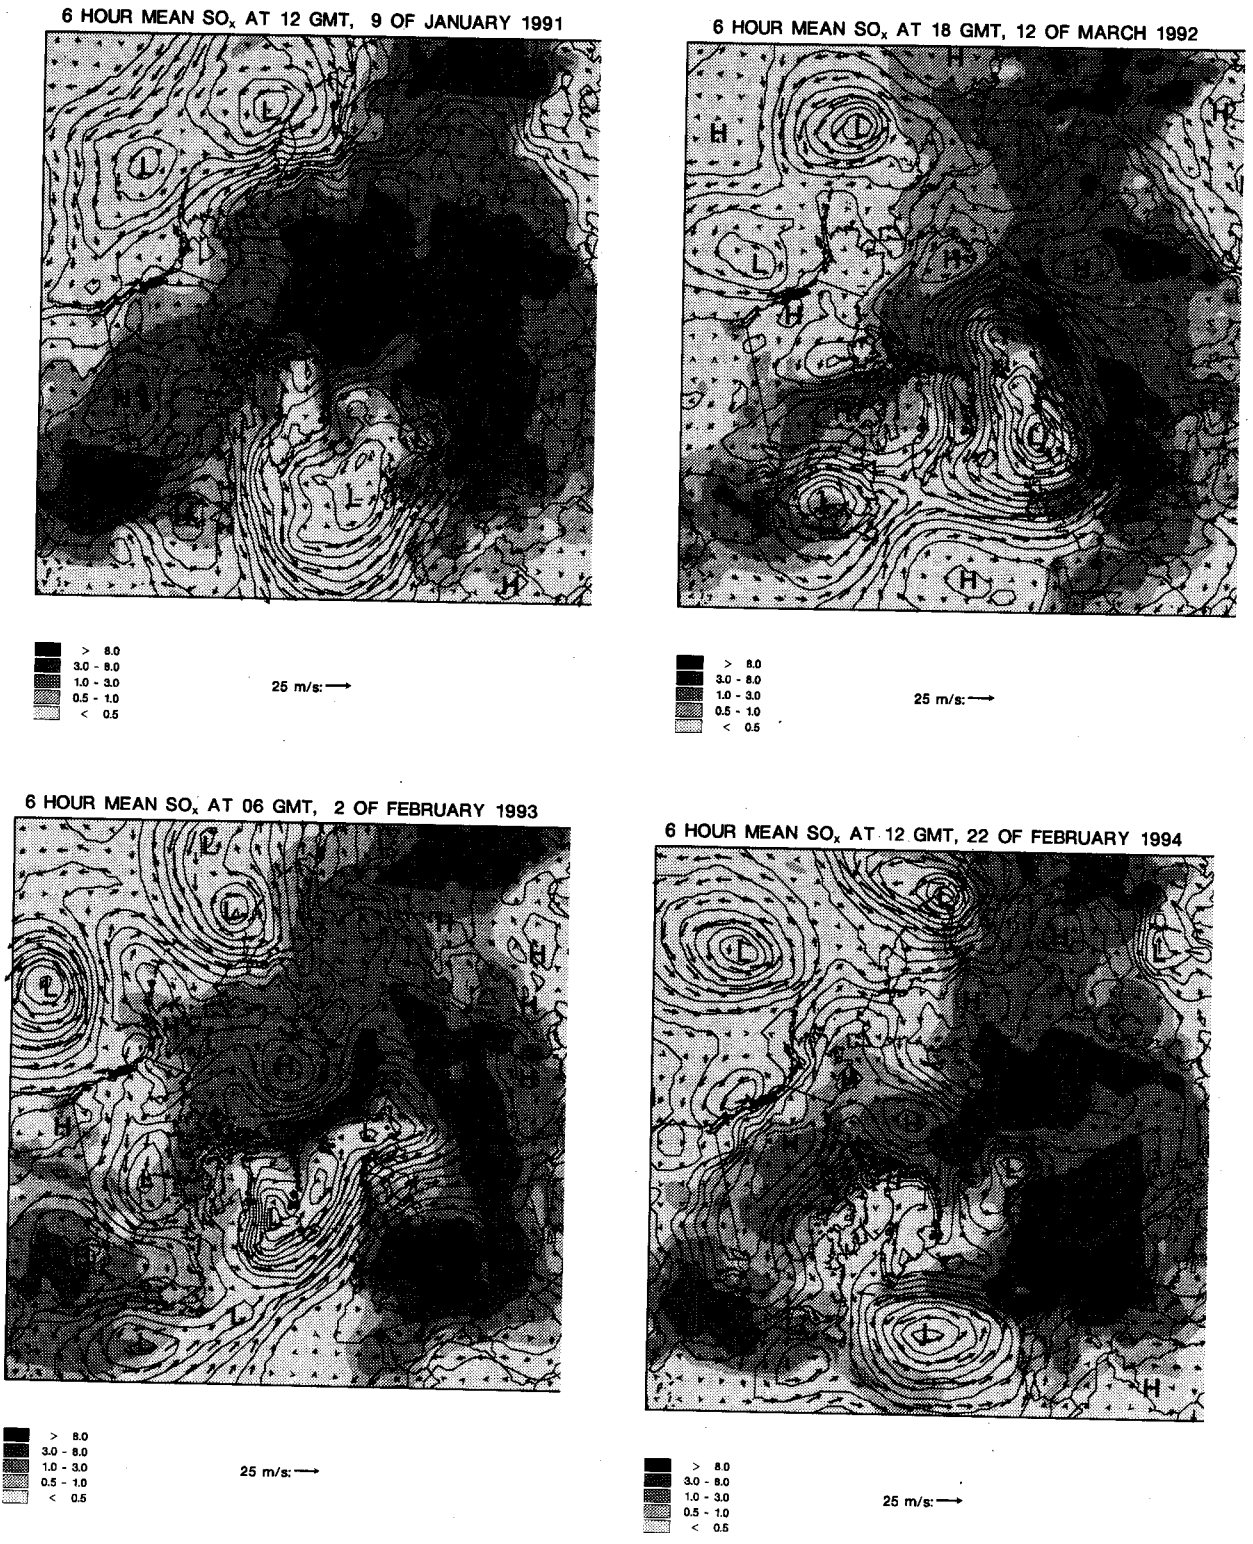 6 HOUR MEAN SOx AT 12 GMT, 9 OF JANUARY 1991
L
L
H
L
H
H
> 8.0
3.0 - 8.0
1.0 - 3.0
0.5 - 1.0
< 0.5
25 m/s:
6 HOUR MEAN SOx AT 18 GMT, 12 OF MARCH 1992
H
H
L
H
L
H
H
H
L
L
H
> 8.0
3.0 - 8.0
1.0 - 3.0
0.5 - 1.0
< 0.5
25 m/s:
6 HOUR MEAN SOx AT 06 GMT, 2 OF FEBRUARY 1993
L
L
H
H
L
H
H
H
H
L
L
L
L
> 8.0
3.0 - 8.0
1.0 - 3.0
0.5 - 1.0
< 0.5
25 m/s:
6 HOUR MEAN SOx AT 12 GMT, 22 OF FEBRUARY 1994
L
L
H
L
H
H
H
L
L
H
> 8.0
3.0 - 8.0
1.0 - 3.0
0.5 - 1.0
< 0.5
25 m/s: